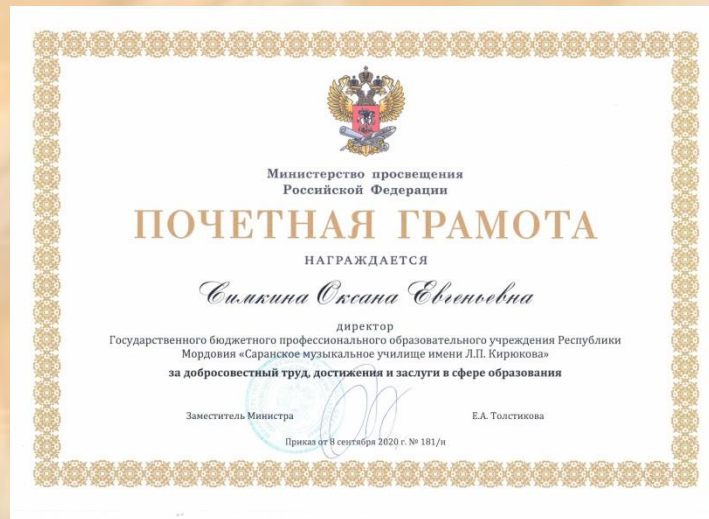 Министерство просвещения
Российской Федерации
ПОЧЕТНАЯ ГРАМОТА
НАГРАЖДАЕТСЯ
Симкина Оксана Евгеньевна
директор
Государственного бюджетного профессионального образовательного учреждения Республики
Мордовия «Саранское музыкальное училище имени Л.П. Кирюкова»
за добросовестный труд, достижения и заслуги в сфере образования
Заместитель Министра Е.А. Толстикова
Приказ от 8 сентября 2020 г. № 181/н